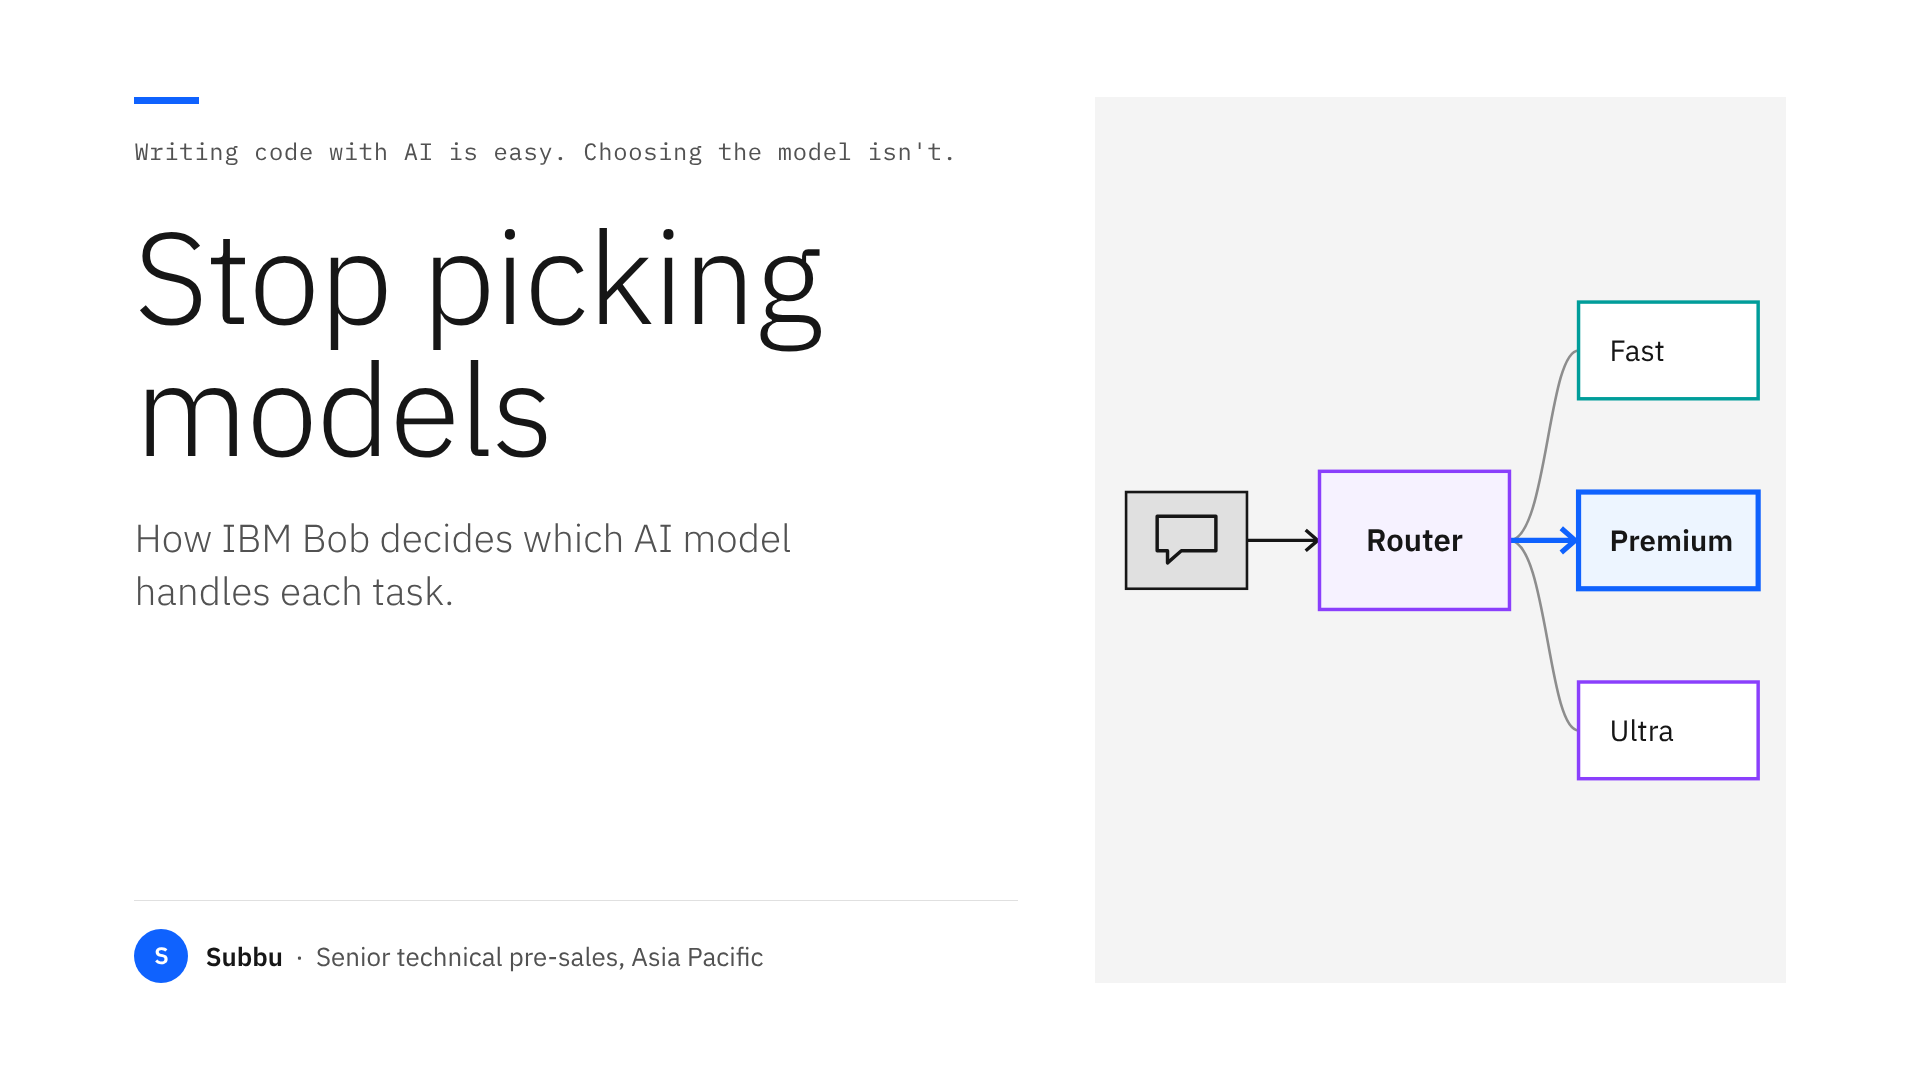 Writing code with AI is easy. Choosing the model isn't.
Stop picking
models
How IBM Bob decides which AI model
handles each task.
S
Subbu · Senior technical pre-sales, Asia Pacific
Router
Fast
Premium
Ultra